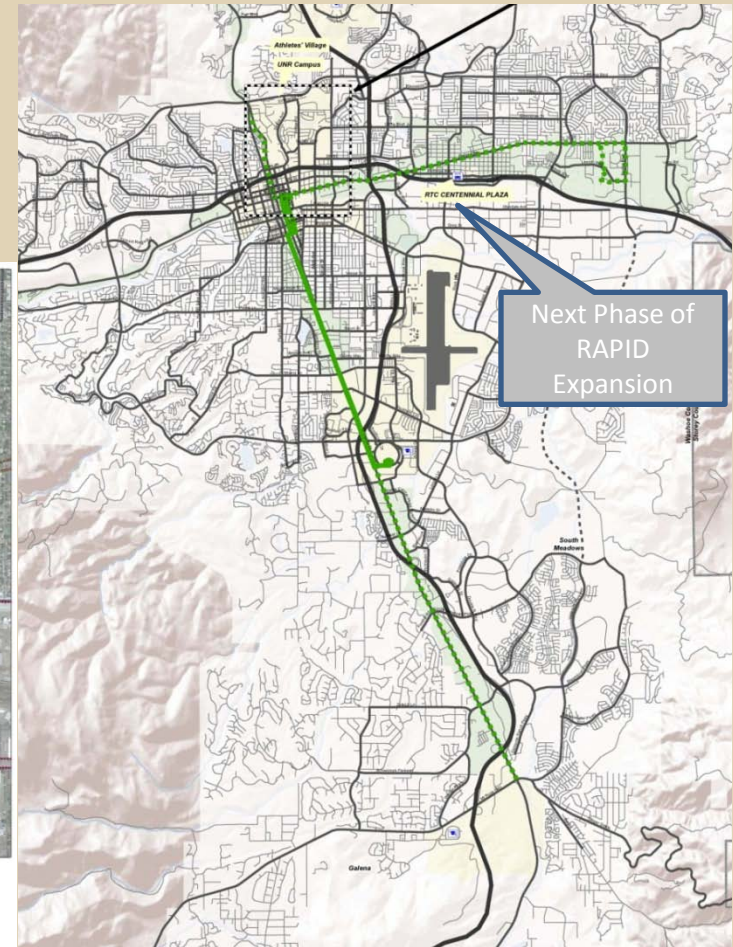 Athletes' Village
UNR Campus
RTC CENTENNIAL PLAZA
Next Phase of
RAPID
Expansion
South
Meadows
Galena